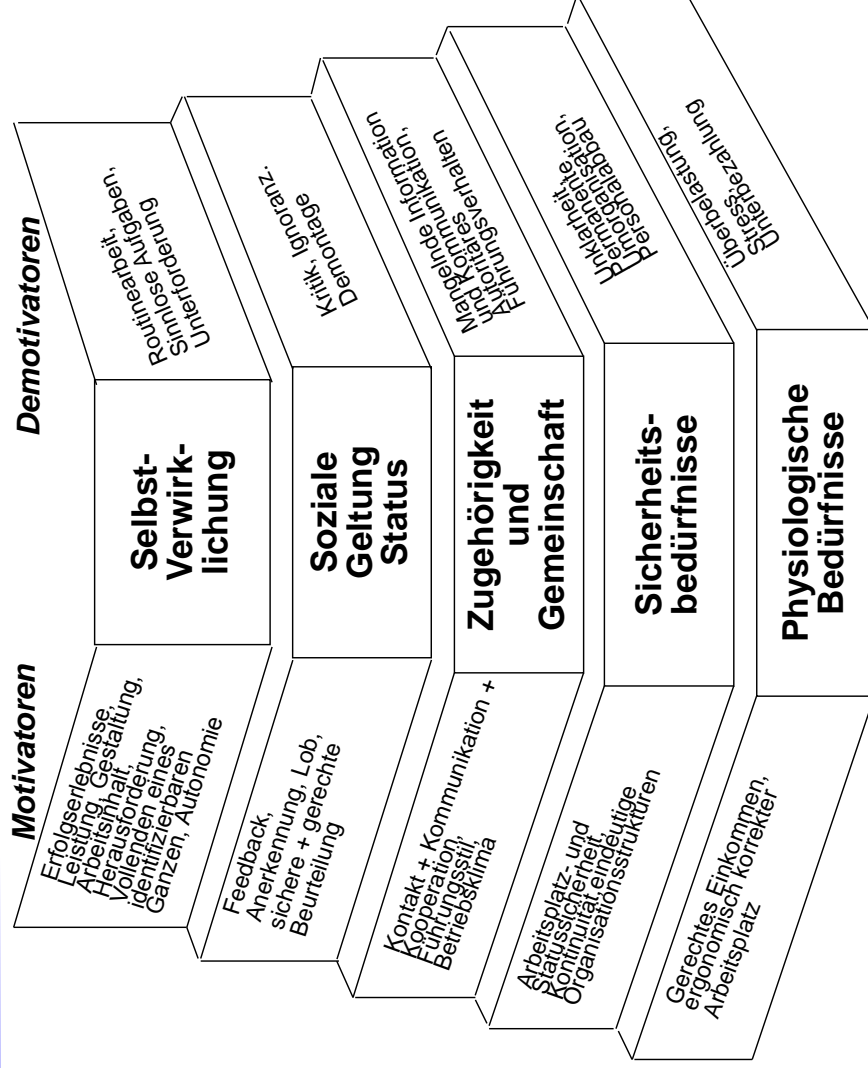 Motivatoren
Demotivatoren
Erfolgserlebnisse,
Leistung, Gestaltung,
Arbeitsinhalt,
Herausforderung,
Vollenden eines
identifizierbaren
Ganzen, Autonomie
Selbst-
Verwirk-
lichung
Routinearbeit,
Sinnlose Aufgaben,
Unterforderung
Feedback,
Anerkennung, Lob,
sichere + gerechte
Beurteilung
Soziale
Geltung
Status
Kritik, Ignoranz.
Demontage
Kontakt + Kommunikation +
Kooperation,
Führungsstil,
Betriebsklima
Zugehörigkeit
und
Gemeinschaft
Mangelnde Information
und Kommunikation,
Autoritäres
Führungsverhalten
Arbeitsplatz- und
Statussicherheit,
Kontinuität eindeutige
Organisationsstrukturen
Sicherheits-
bedürfnisse
Unklarheit
Permanente
Umorganisation,
Personalabbau,
Gerechtes Einkommen,
ergonomisch korrekter
Arbeitsplatz
Physiologische
Bedürfnisse
Überbelastung,
Stress,
Unterbezahlung